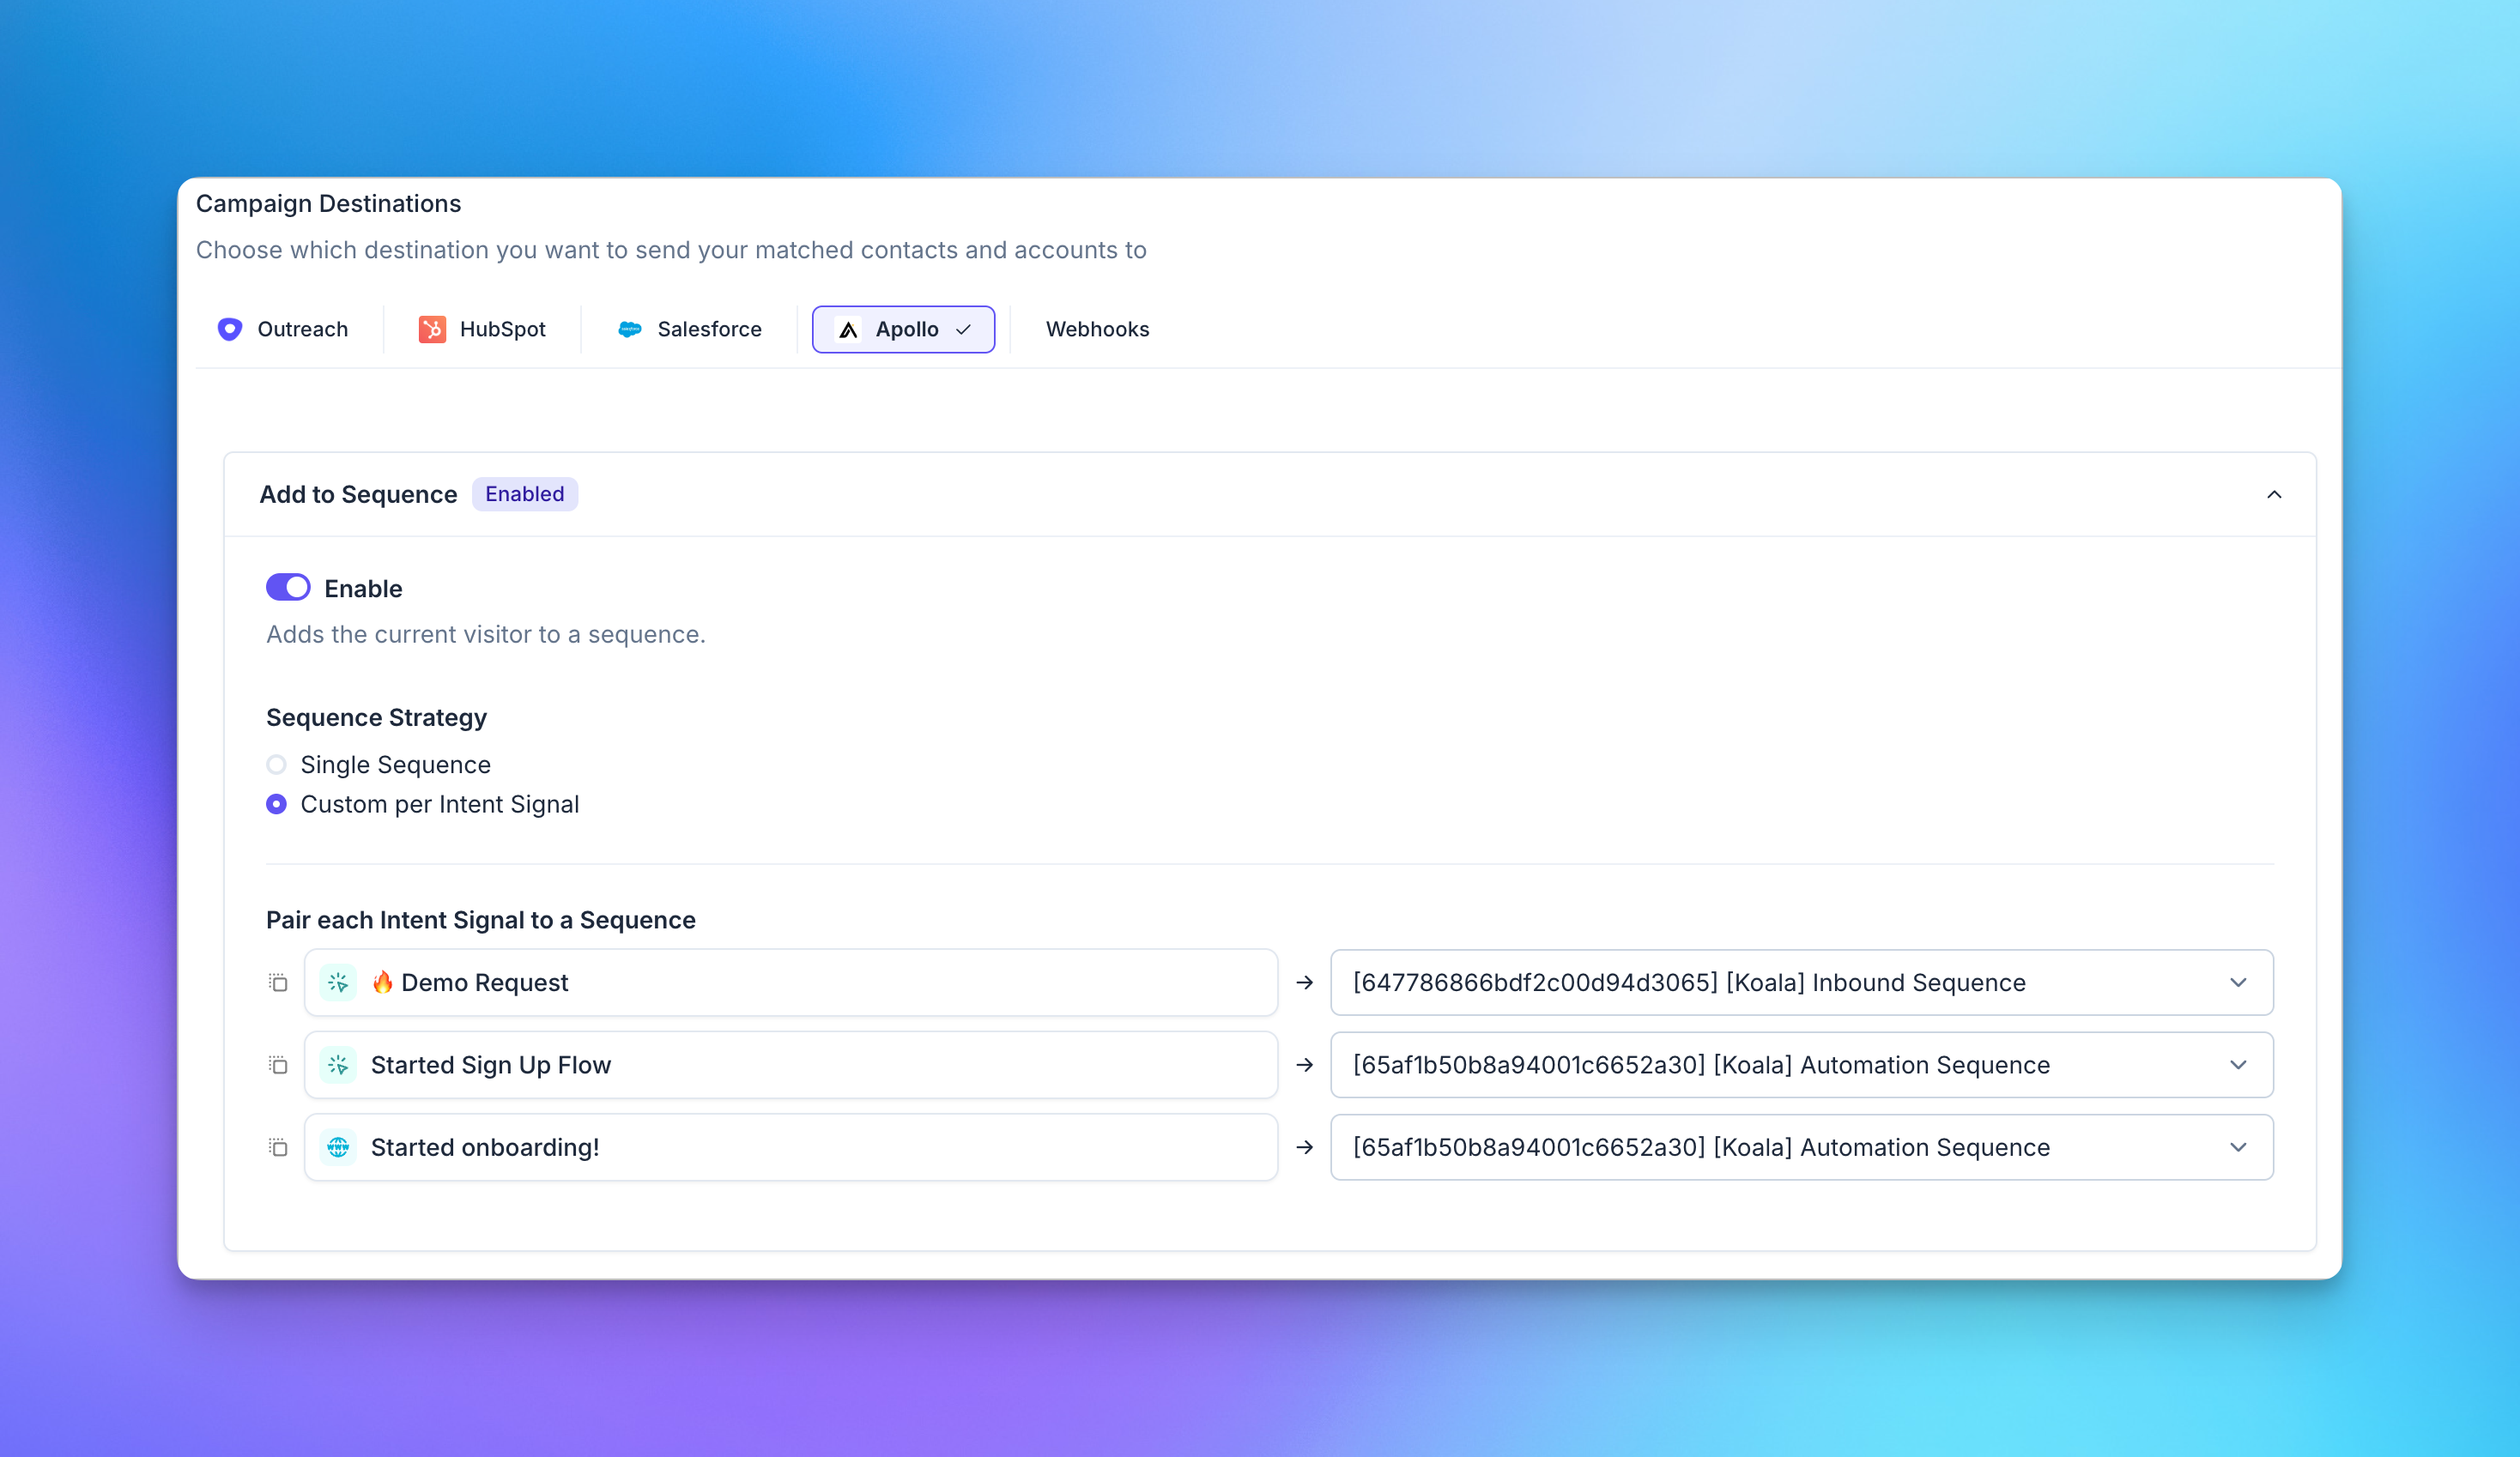 Campaign Destinations
Choose which destination you want to send your matched contacts and accounts to
Outreach HubSpot Salesforce Apollo Webhooks
Add to Sequence Enabled
Enable
Adds the current visitor to a sequence.
Sequence Strategy
Single Sequence
Custom per Intent Signal
Pair each Intent Signal to a Sequence
🔥 Demo Request → [647786866bdf2c00d94d3065] [Koala] Inbound Sequence
Started Sign Up Flow → [65af1b50b8a94001c6652a30] [Koala] Automation Sequence
Started onboarding! → [65af1b50b8a94001c6652a30] [Koala] Automation Sequence